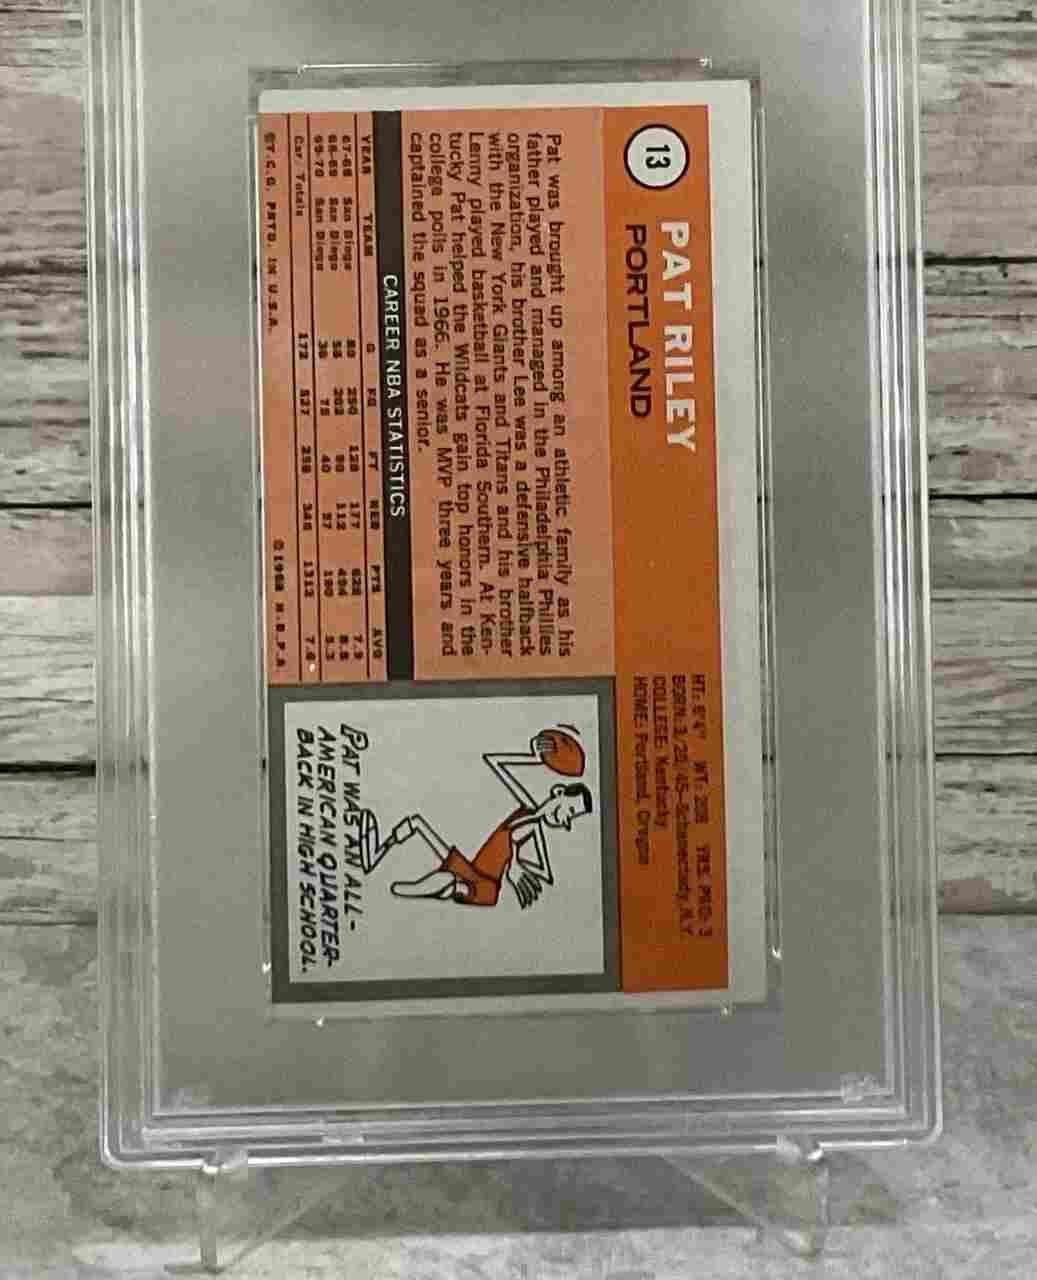 13
PAT RILEY
PORTLAND
HT.: 6'4" WT: 205 YRS. PRO: 3
BORN: 3/20/45-Schenectady, N.Y.
COLLEGE: Kentucky
HOME: Portland, Oregon
Pat was brought up among an athletic family as his
father played and managed in the Philadelphia Phillies
organization, his brother Lee was a defensive halfback
with the New York Giants and Titans and his brother
Lenny played basketball at Florida Southern. At Ken-
tucky Pat helped the Wildcats gain top honors in the
college polls in 1966. He was MVP three years and
captained the squad as a senior.
CAREER NBA STATISTICS
YEAR TEAM G FG FT REB PTS AVG
67-68 San Diego 80 250 128 177 628 7.9
68-69 San Diego 56 202 90 112 494 8.8
69-70 San Diego 36 75 40 57 190 5.3
Car. Totals 172 527 258 346 1312 7.6
©T.C.G. PRTD. IN U.S.A. © 1968 N.B.P.A
PAT WAS AN ALL-
AMERICAN QUARTER-
BACK IN HIGH SCHOOL.